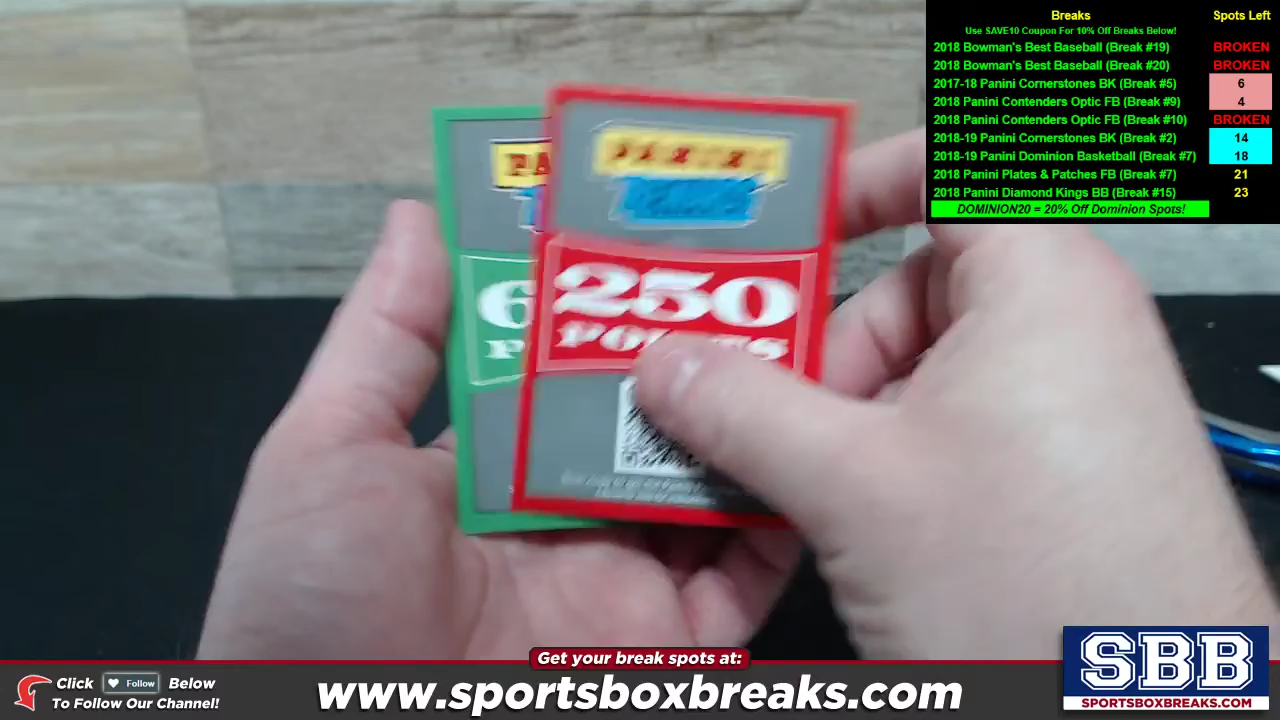 Breaks Spots Left
Use SAVE10 Coupon For 10% Off Breaks Below!
2018 Bowman's Best Baseball (Break #19) BROKEN
2018 Bowman's Best Baseball (Break #20) BROKEN
2017-18 Panini Cornerstones BK (Break #5) 6
2018 Panini Contenders Optic FB (Break #9) 4
2018 Panini Contenders Optic FB (Break #10) BROKEN
2018-19 Panini Cornerstones BK (Break #2) 14
2018-19 Panini Dominion Basketball (Break #7) 18
2018 Panini Plates & Patches FB (Break #7) 21
2018 Panini Diamond Kings BB (Break #15) 23
DOMINION20 = 20% Off Dominion Spots!
PA
PANINI
6
250
P
POINTS
Get your break spots at:
Click Follow Below
To Follow Our Channel!
www.sportsboxbreaks.com
SBB
SPORTSBOXBREAKS.COM